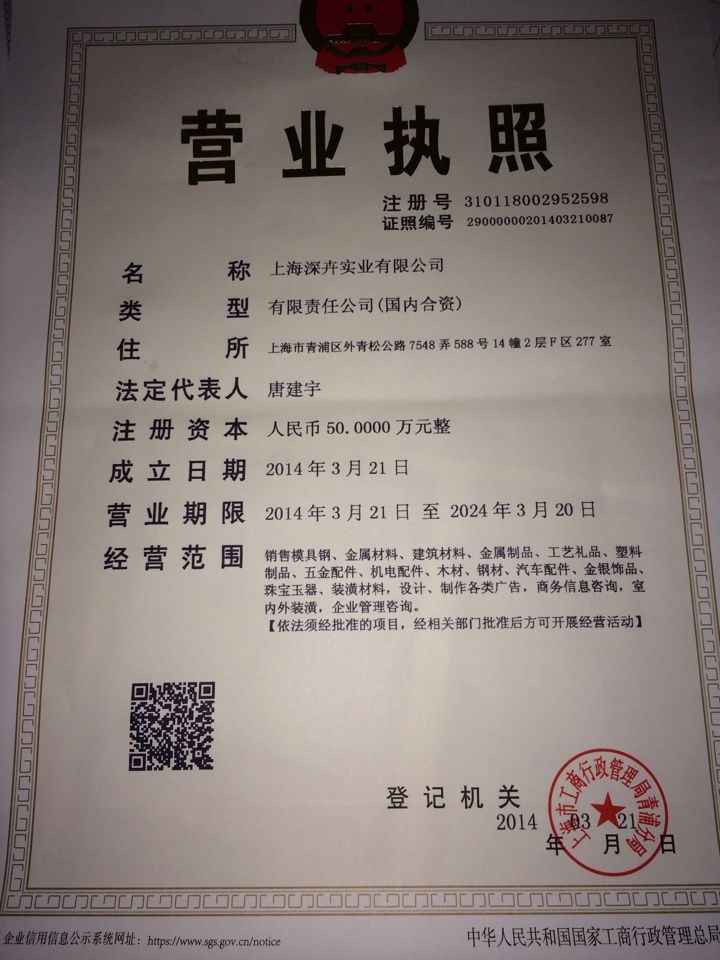 营业执照
注册号 310118002952598
证照编号 29000000201403210087
名称 上海深卉实业有限公司
类型 有限责任公司(国内合资)
住所 上海市青浦区外青松公路7548弄588号14幢2层F区277室
法定代表人 唐建宇
注册资本 人民币50.0000万元整
成立日期 2014年3月21日
营业期限 2014年3月21日 至 2024年3月20日
经营范围 销售模具钢、金属材料、建筑材料、金属制品、工艺礼品、塑料
制品、五金配件、机电配件、木材、钢材、汽车配件、金银饰品、
珠宝玉器、装潢材料，设计、制作各类广告，商务信息咨询，室
内外装潢，企业管理咨询。
【依法须经批准的项目，经相关部门批准后方可开展经营活动】
登记机关
上海市工商行政管理局青浦分局
2014年03月21日
企业信用信息公示系统网址：https://www.sgs.gov.cn/notice
中华人民共和国国家工商行政管理总局